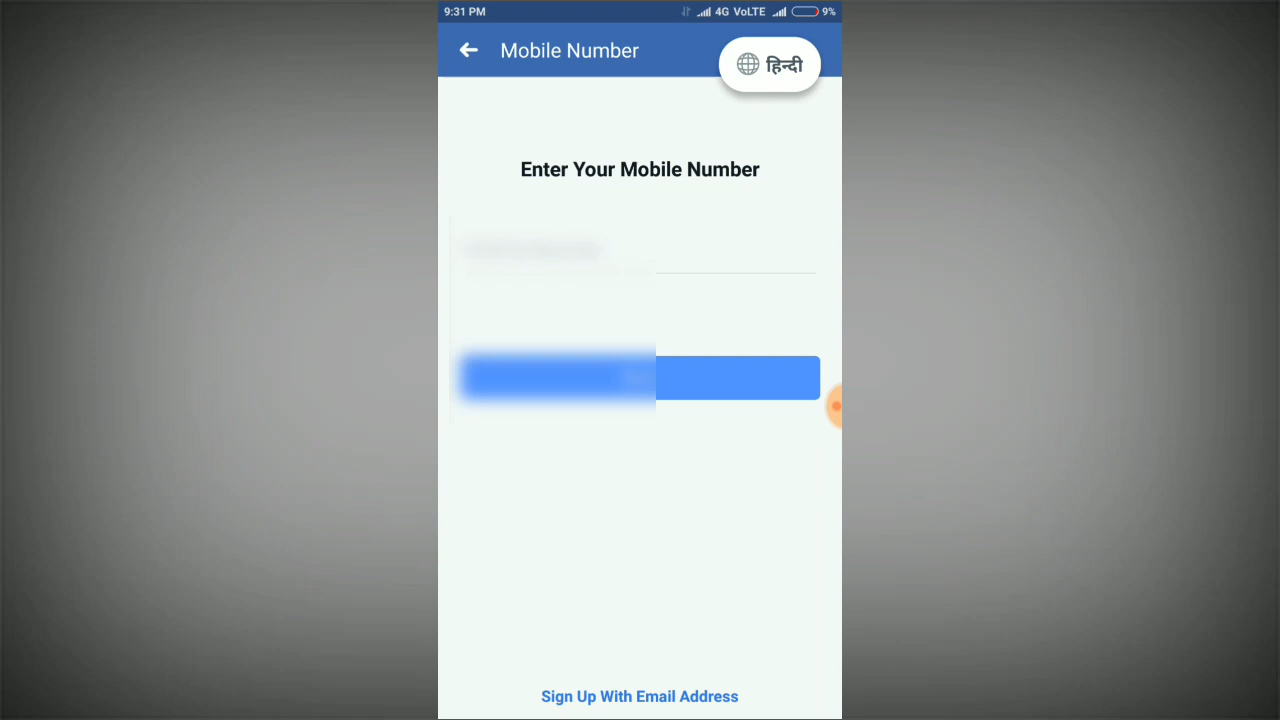 9:31 PM 4G VoLTE 9%
Mobile Number
हिन्दी
Enter Your Mobile Number
Sign Up With Email Address